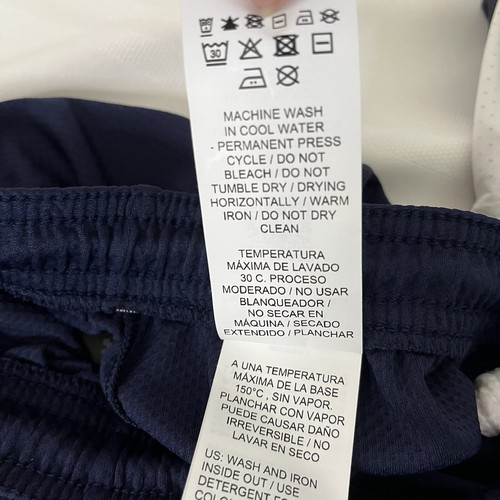 30
MACHINE WASH
IN COOL WATER
- PERMANENT PRESS
CYCLE / DO NOT
BLEACH / DO NOT
TUMBLE DRY / DRYING
HORIZONTALLY / WARM
IRON / DO NOT DRY
CLEAN
TEMPERATURA
MÁXIMA DE LAVADO
30 C. PROCESO
MODERADO / NO USAR
BLANQUEADOR /
NO SECAR EN
MÁQUINA / SECADO
EXTENDIDO / PLANCHAR
A UNA TEMPERATURA
MÁXIMA DE LA BASE
150°C , SIN VAPOR.
PLANCHAR CON VAPOR
PUEDE CAUSAR DAÑO
IRREVERSIBLE / NO
LAVAR EN SECO
US: WASH AND IRON
INSIDE OUT / USE
DETERGENT FOR